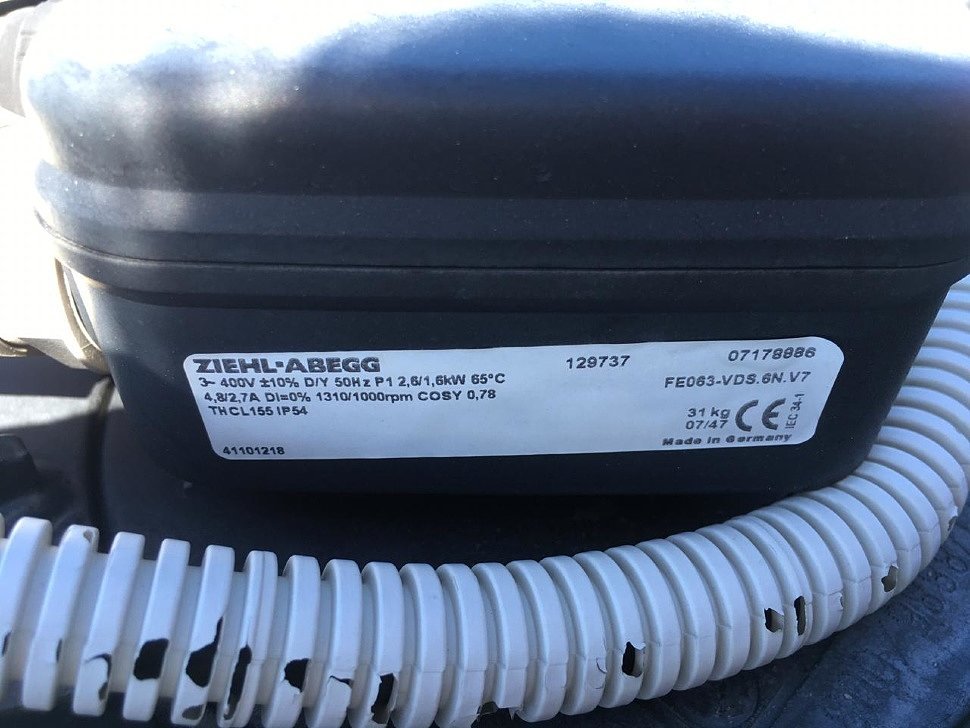 ZIEHL-ABEGG 129737 07178886
3~ 400V ±10% D/Y 50Hz P1 2,6/1,6kW 65°C FE063-VDS.6N.V7
4,8/2,7A DI=0% 1310/1000rpm COSY 0,78
THCL155 IP54 31 kg CE IEC 34-1
07/47
Made in Germany
41101218